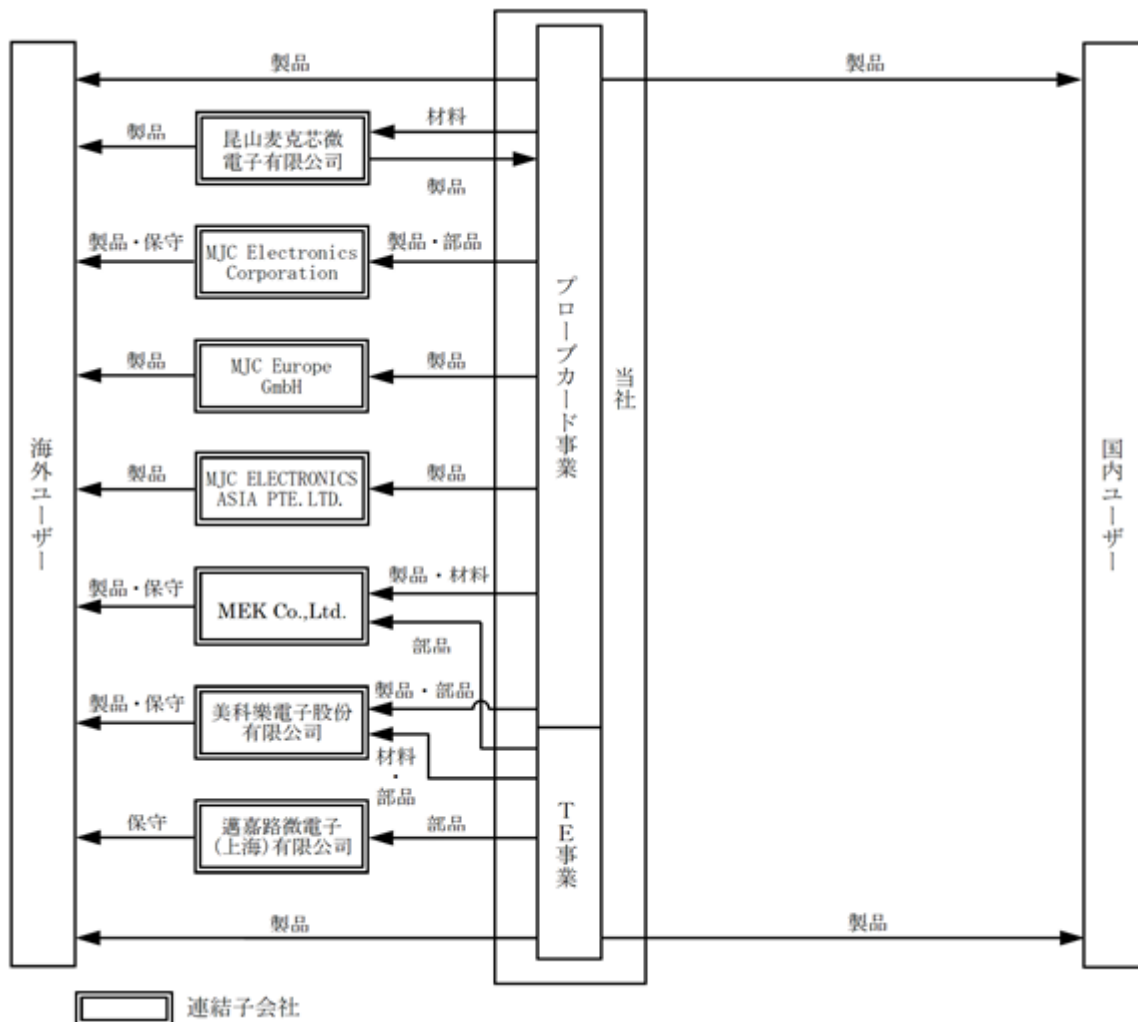 製品
製品
材料
製品
昆山麦克芯微
電子有限公司
製品
製品・保守
MJC Electronics
Corporation
製品・部品
製品
MJC Europe
GmbH
製品
製品
MJC ELECTRONICS
ASIA PTE.LTD.
製品
製品・保守
MEK Co.,Ltd.
製品・材料
部品
製品・保守
美科樂電子股份
有限公司
製品・部品
材料
・
部品
保守
邁嘉路微電子
(上海)有限公司
部品
製品
製品
海外ユーザー
プローブカード事業
TE事業
当社
国内ユーザー
連結子会社